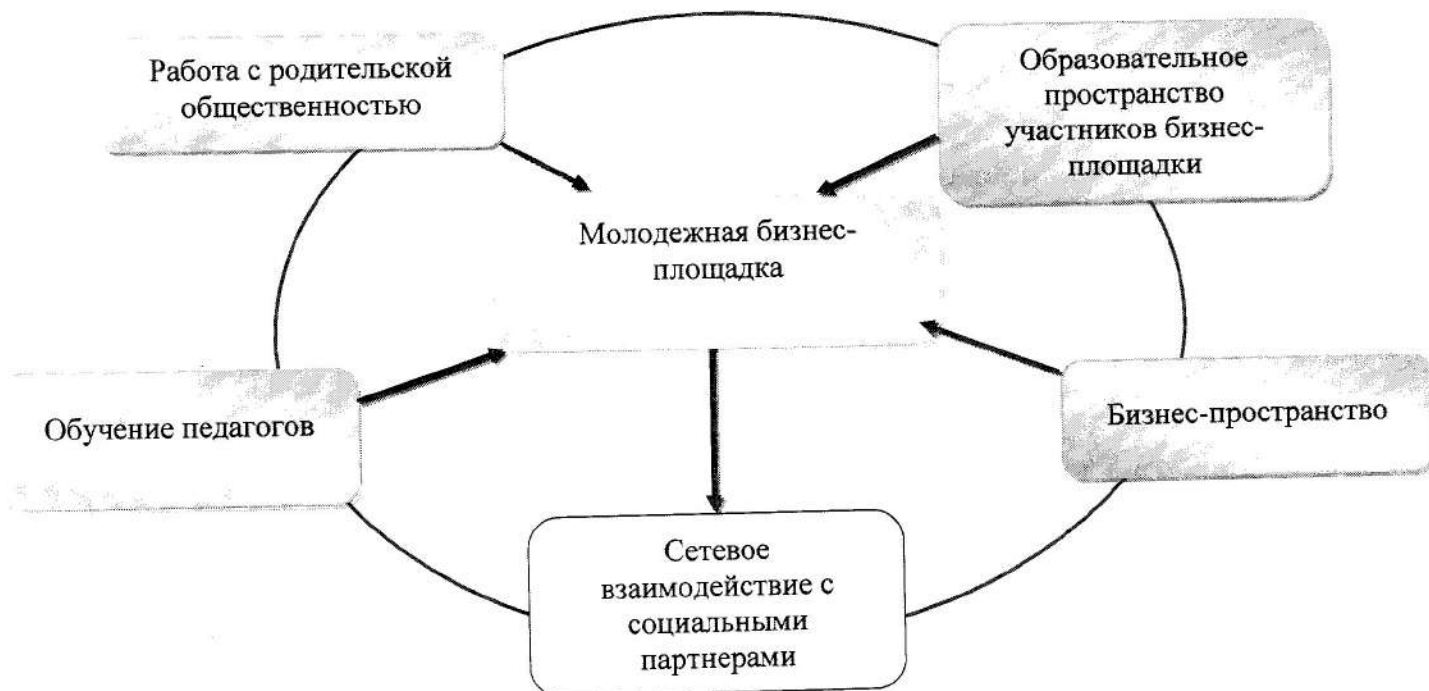 Работа с родительской
общественностью
Образовательное
пространство
участников бизнес-
площадки
Молодежная бизнес-
площадка
Обучение педагогов
Бизнес-пространство
Сетевое
взаимодействие с
социальными
партнерами